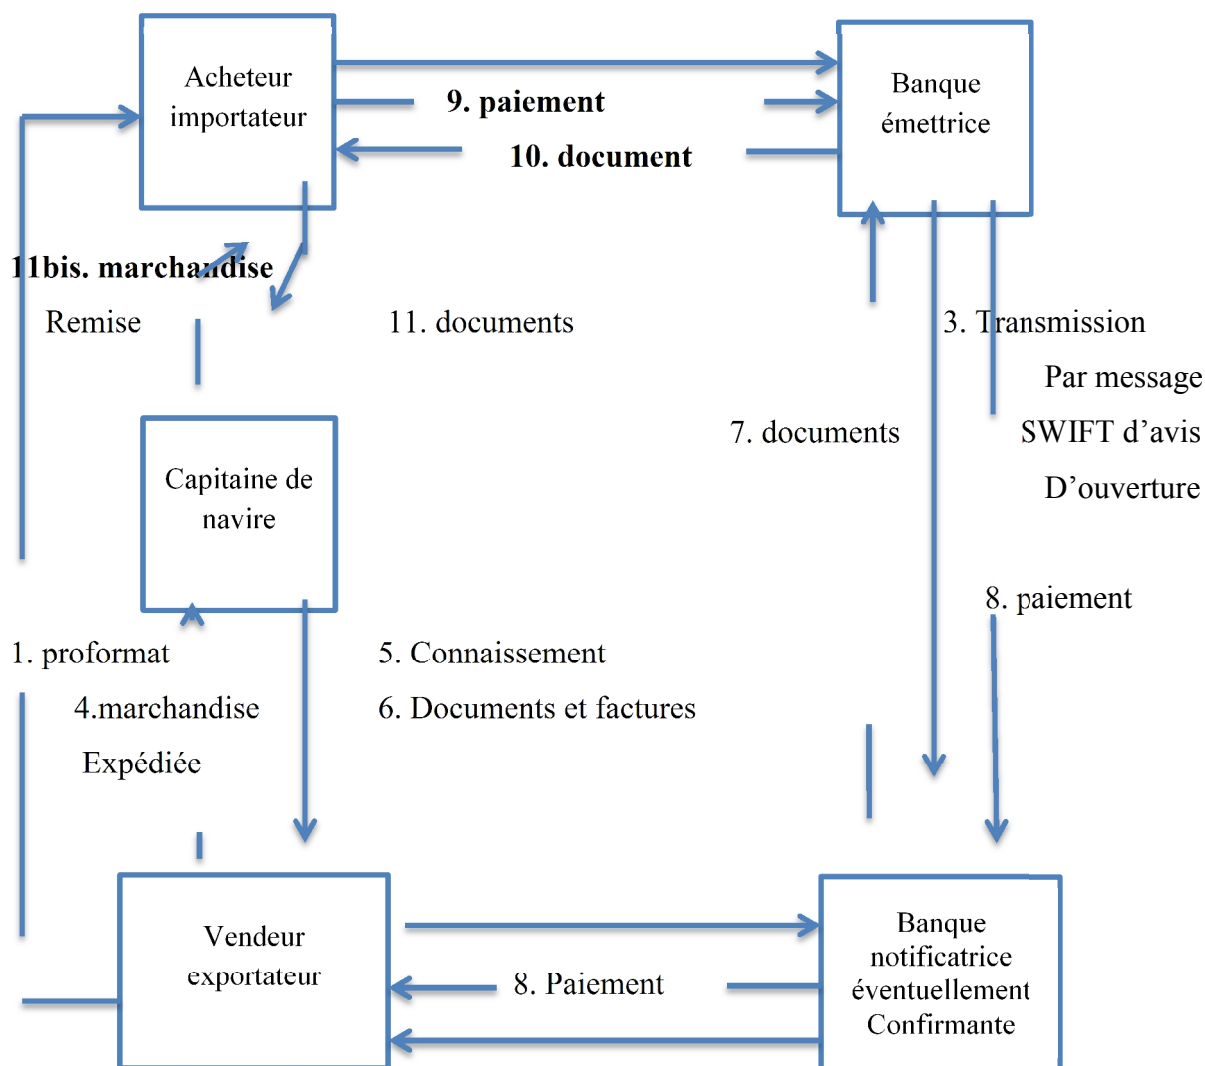 Acheteur
importateur
Banque
émettrice
9. paiement
10. document
11bis. marchandise
Remise
11. documents
3. Transmission
Par message
7. documents
SWIFT d’avis
D’ouverture
Capitaine de
navire
8. paiement
1. proformat
5. Connaissement
4.marchandise
6. Documents et factures
Expédiée
Vendeur
exportateur
8. Paiement
Banque
notificatrice
éventuellement
Confirmante